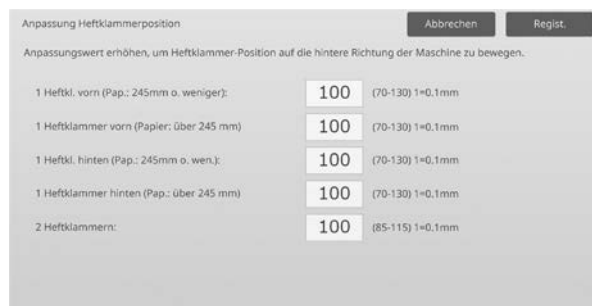 Anpassung Heftklammerposition Abbrechen Regist.
Anpassungswert erhöhen, um Heftklammer-Position auf die hintere Richtung der Maschine zu bewegen.
1 Heftkl. vorn (Pap.: 245mm o. weniger): 100 (70-130) 1=0.1mm
1 Heftklammer vorn (Papier: über 245 mm) 100 (70-130) 1=0.1mm
1 Heftkl. hinten (Pap.: 245mm o. wen.): 100 (70-130) 1=0.1mm
1 Heftklammer hinten (Pap.: über 245 mm) 100 (70-130) 1=0.1mm
2 Heftklammern: 100 (85-115) 1=0.1mm